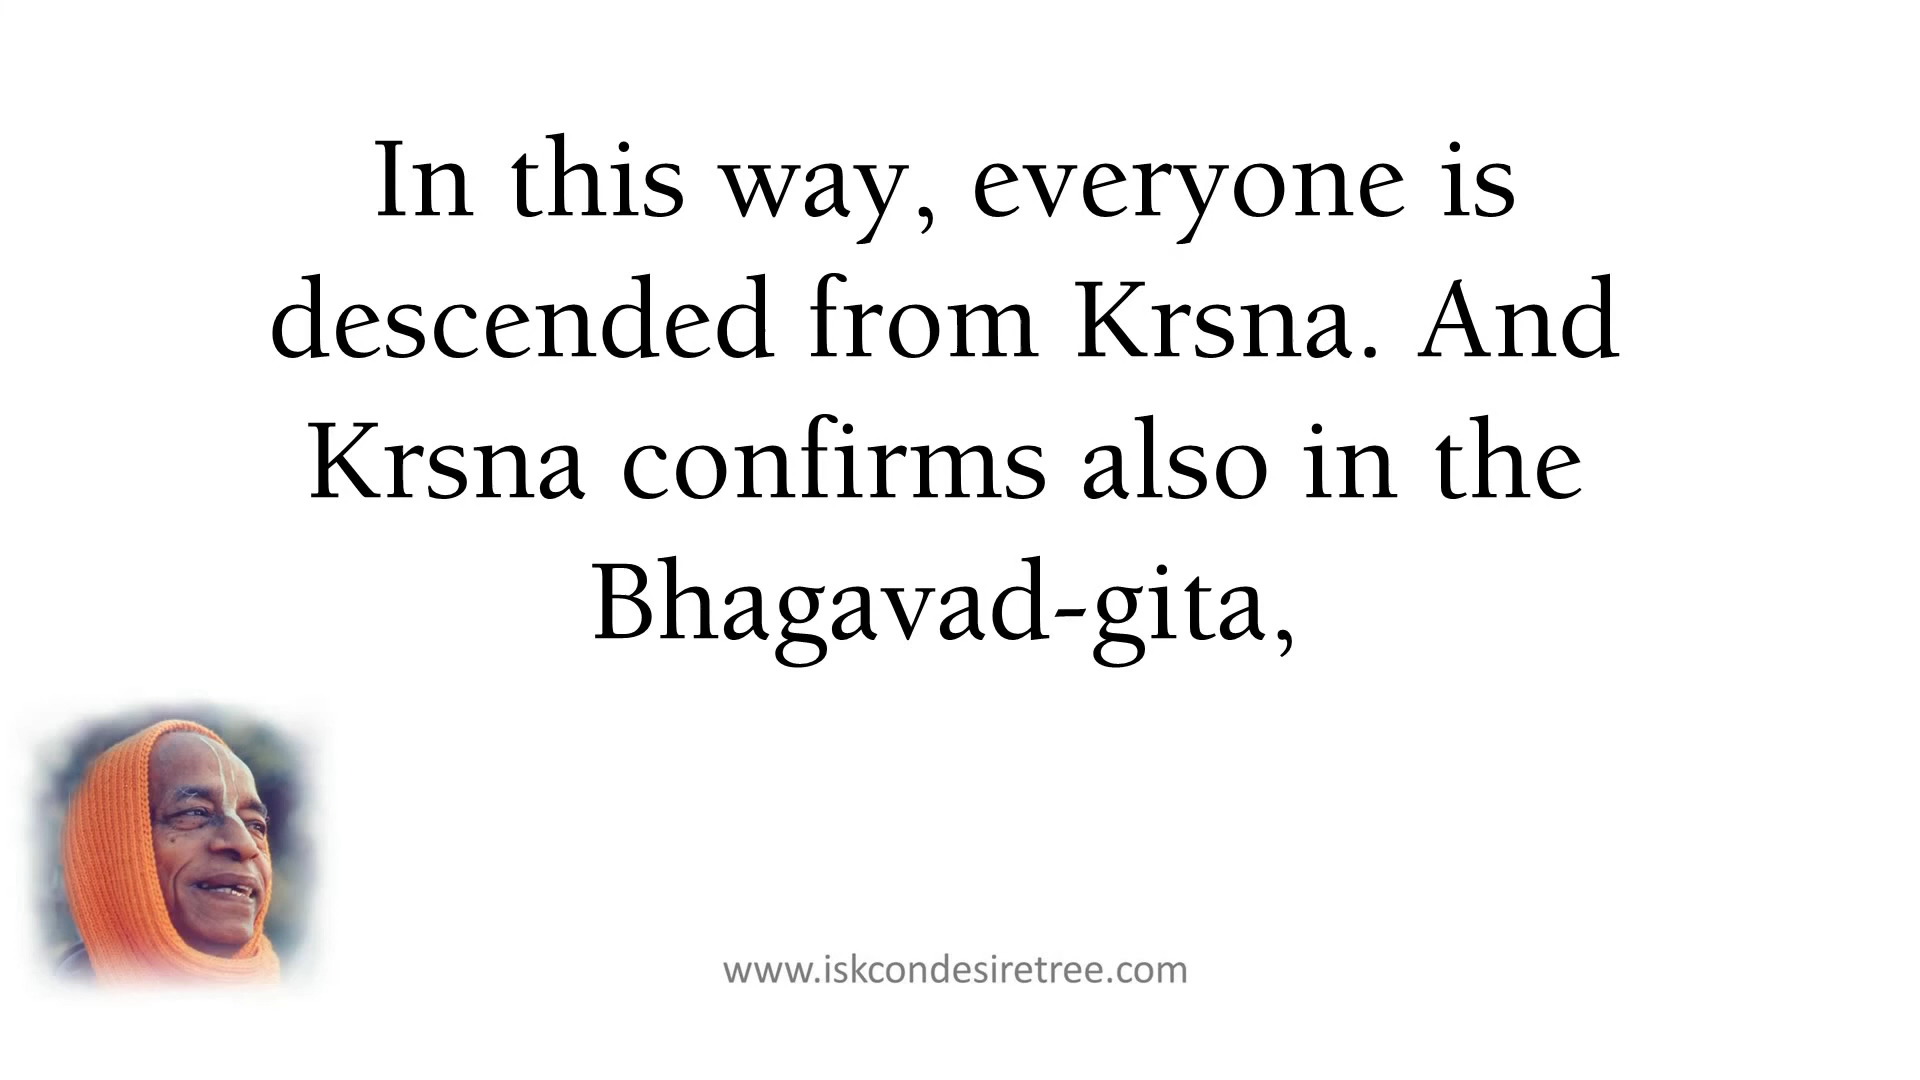 In this way, everyone is
descended from Krsna. And
Krsna confirms also in the
Bhagavad-gita,
www.iskcondesiretree.com